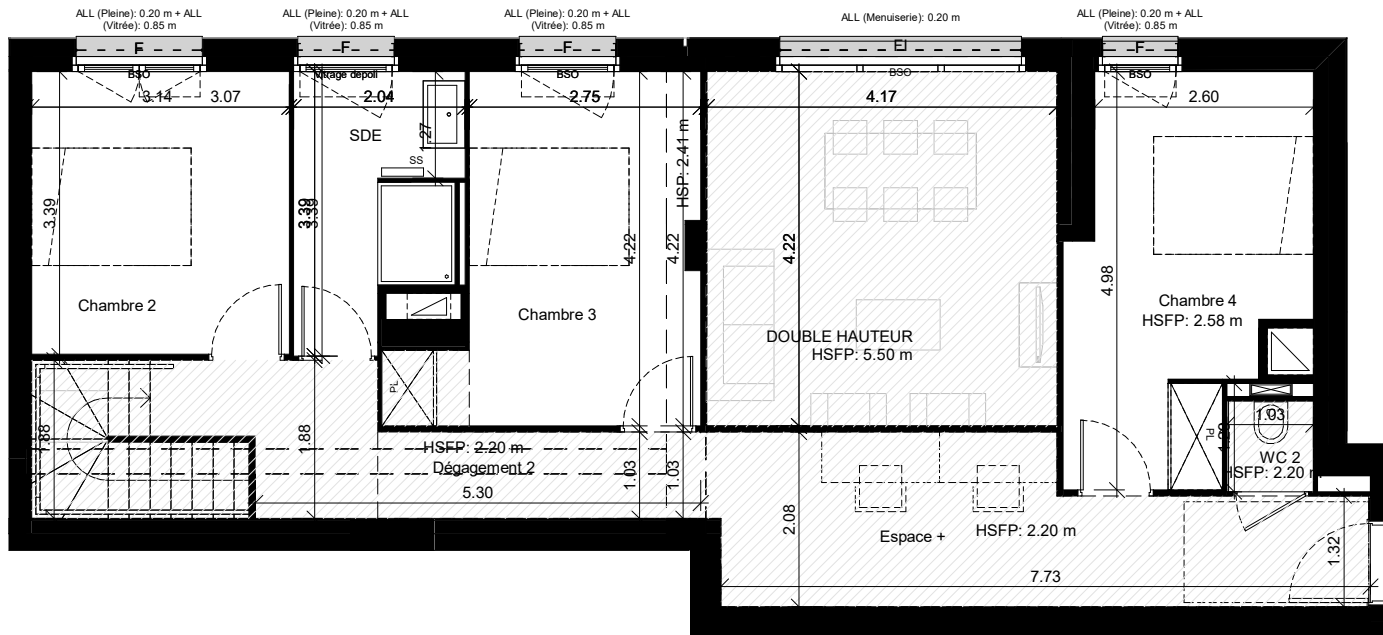 ALL (Pleine): 0.20 m + ALL
(Vitrée): 0.85 m
ALL (Pleine): 0.20 m + ALL
(Vitrée): 0.85 m
ALL (Pleine): 0.20 m + ALL
(Vitrée): 0.85 m
ALL (Menuiserie): 0.20 m
ALL (Pleine): 0.20 m + ALL
(Vitrée): 0.85 m
F
F
F
F
BSO
Vitrage dépoli
BSO
BSO
BSO
3.14
3.07
2.04
2.75
4.17
2.60
SDE
1.27
SS
HSP: 2.41 m
3.39
3.39
3.39
4.22
4.22
4.22
4.98
Chambre 2
Chambre 3
Chambre 4
HSFP: 2.58 m
DOUBLE HAUTEUR
HSFP: 5.50 m
PL
PL
1.03
WC 2
HSFP: 2.20 m
1.88
1.88
HSFP: 2.20 m
Dégagement 2
5.30
1.03
1.03
2.08
Espace +
HSFP: 2.20 m
7.73
1.32